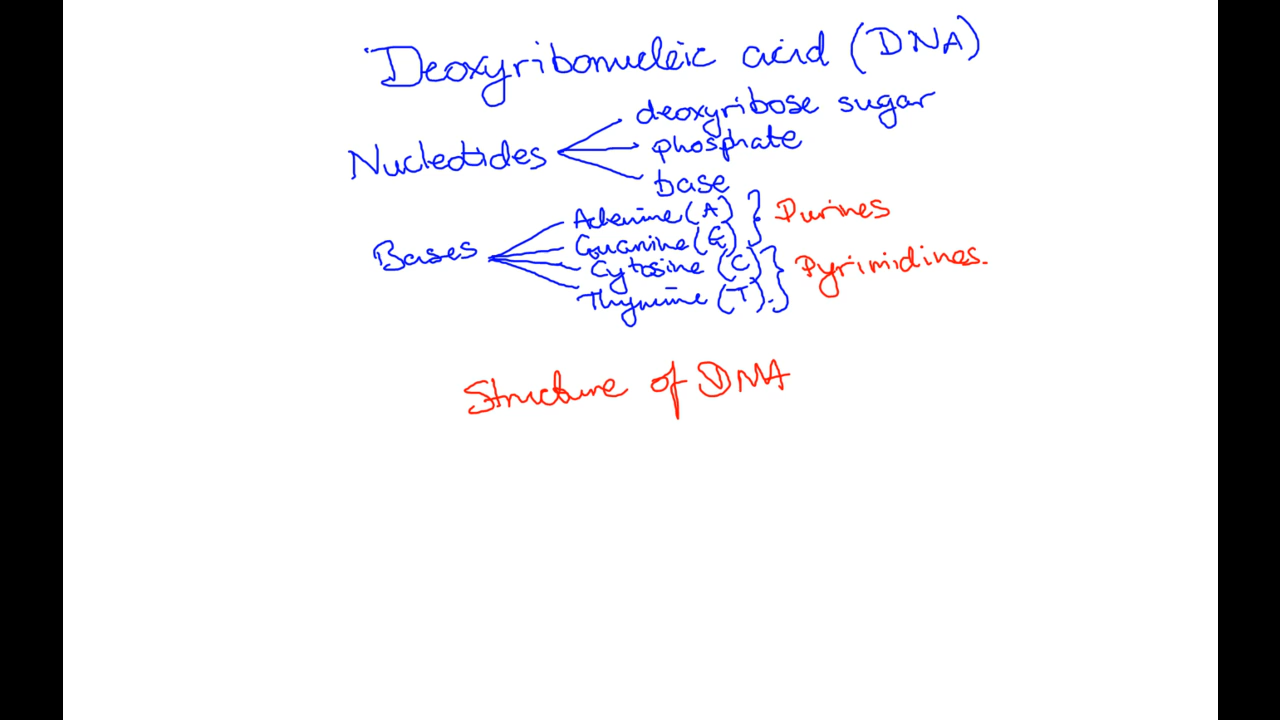 Deoxyribonucleic acid (DNA)
deoxyribose sugar
Nucleotides phosphate
base
Adenine (A)
Purines
Bases Guanine (G)
Cytosine (C)
Pyrimidines.
Thymine (T).
Structure of DNA